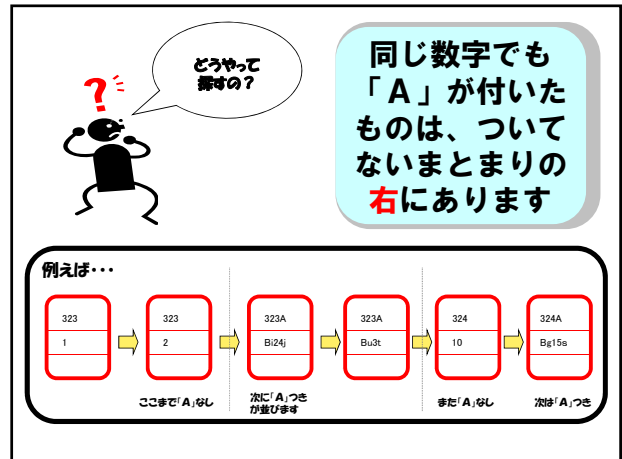 どうやって
探すの？
？
同じ数字でも
「Ａ」が付いた
ものは、ついて
ないまとまりの
右にあります
例えば・・・
323
1
323
2
323A
Bi24j
323A
Bu3t
324
10
324A
Bg15s
ここまで「A」なし
次に「A」つき
が並びます
また「A」なし
次は「A」つき